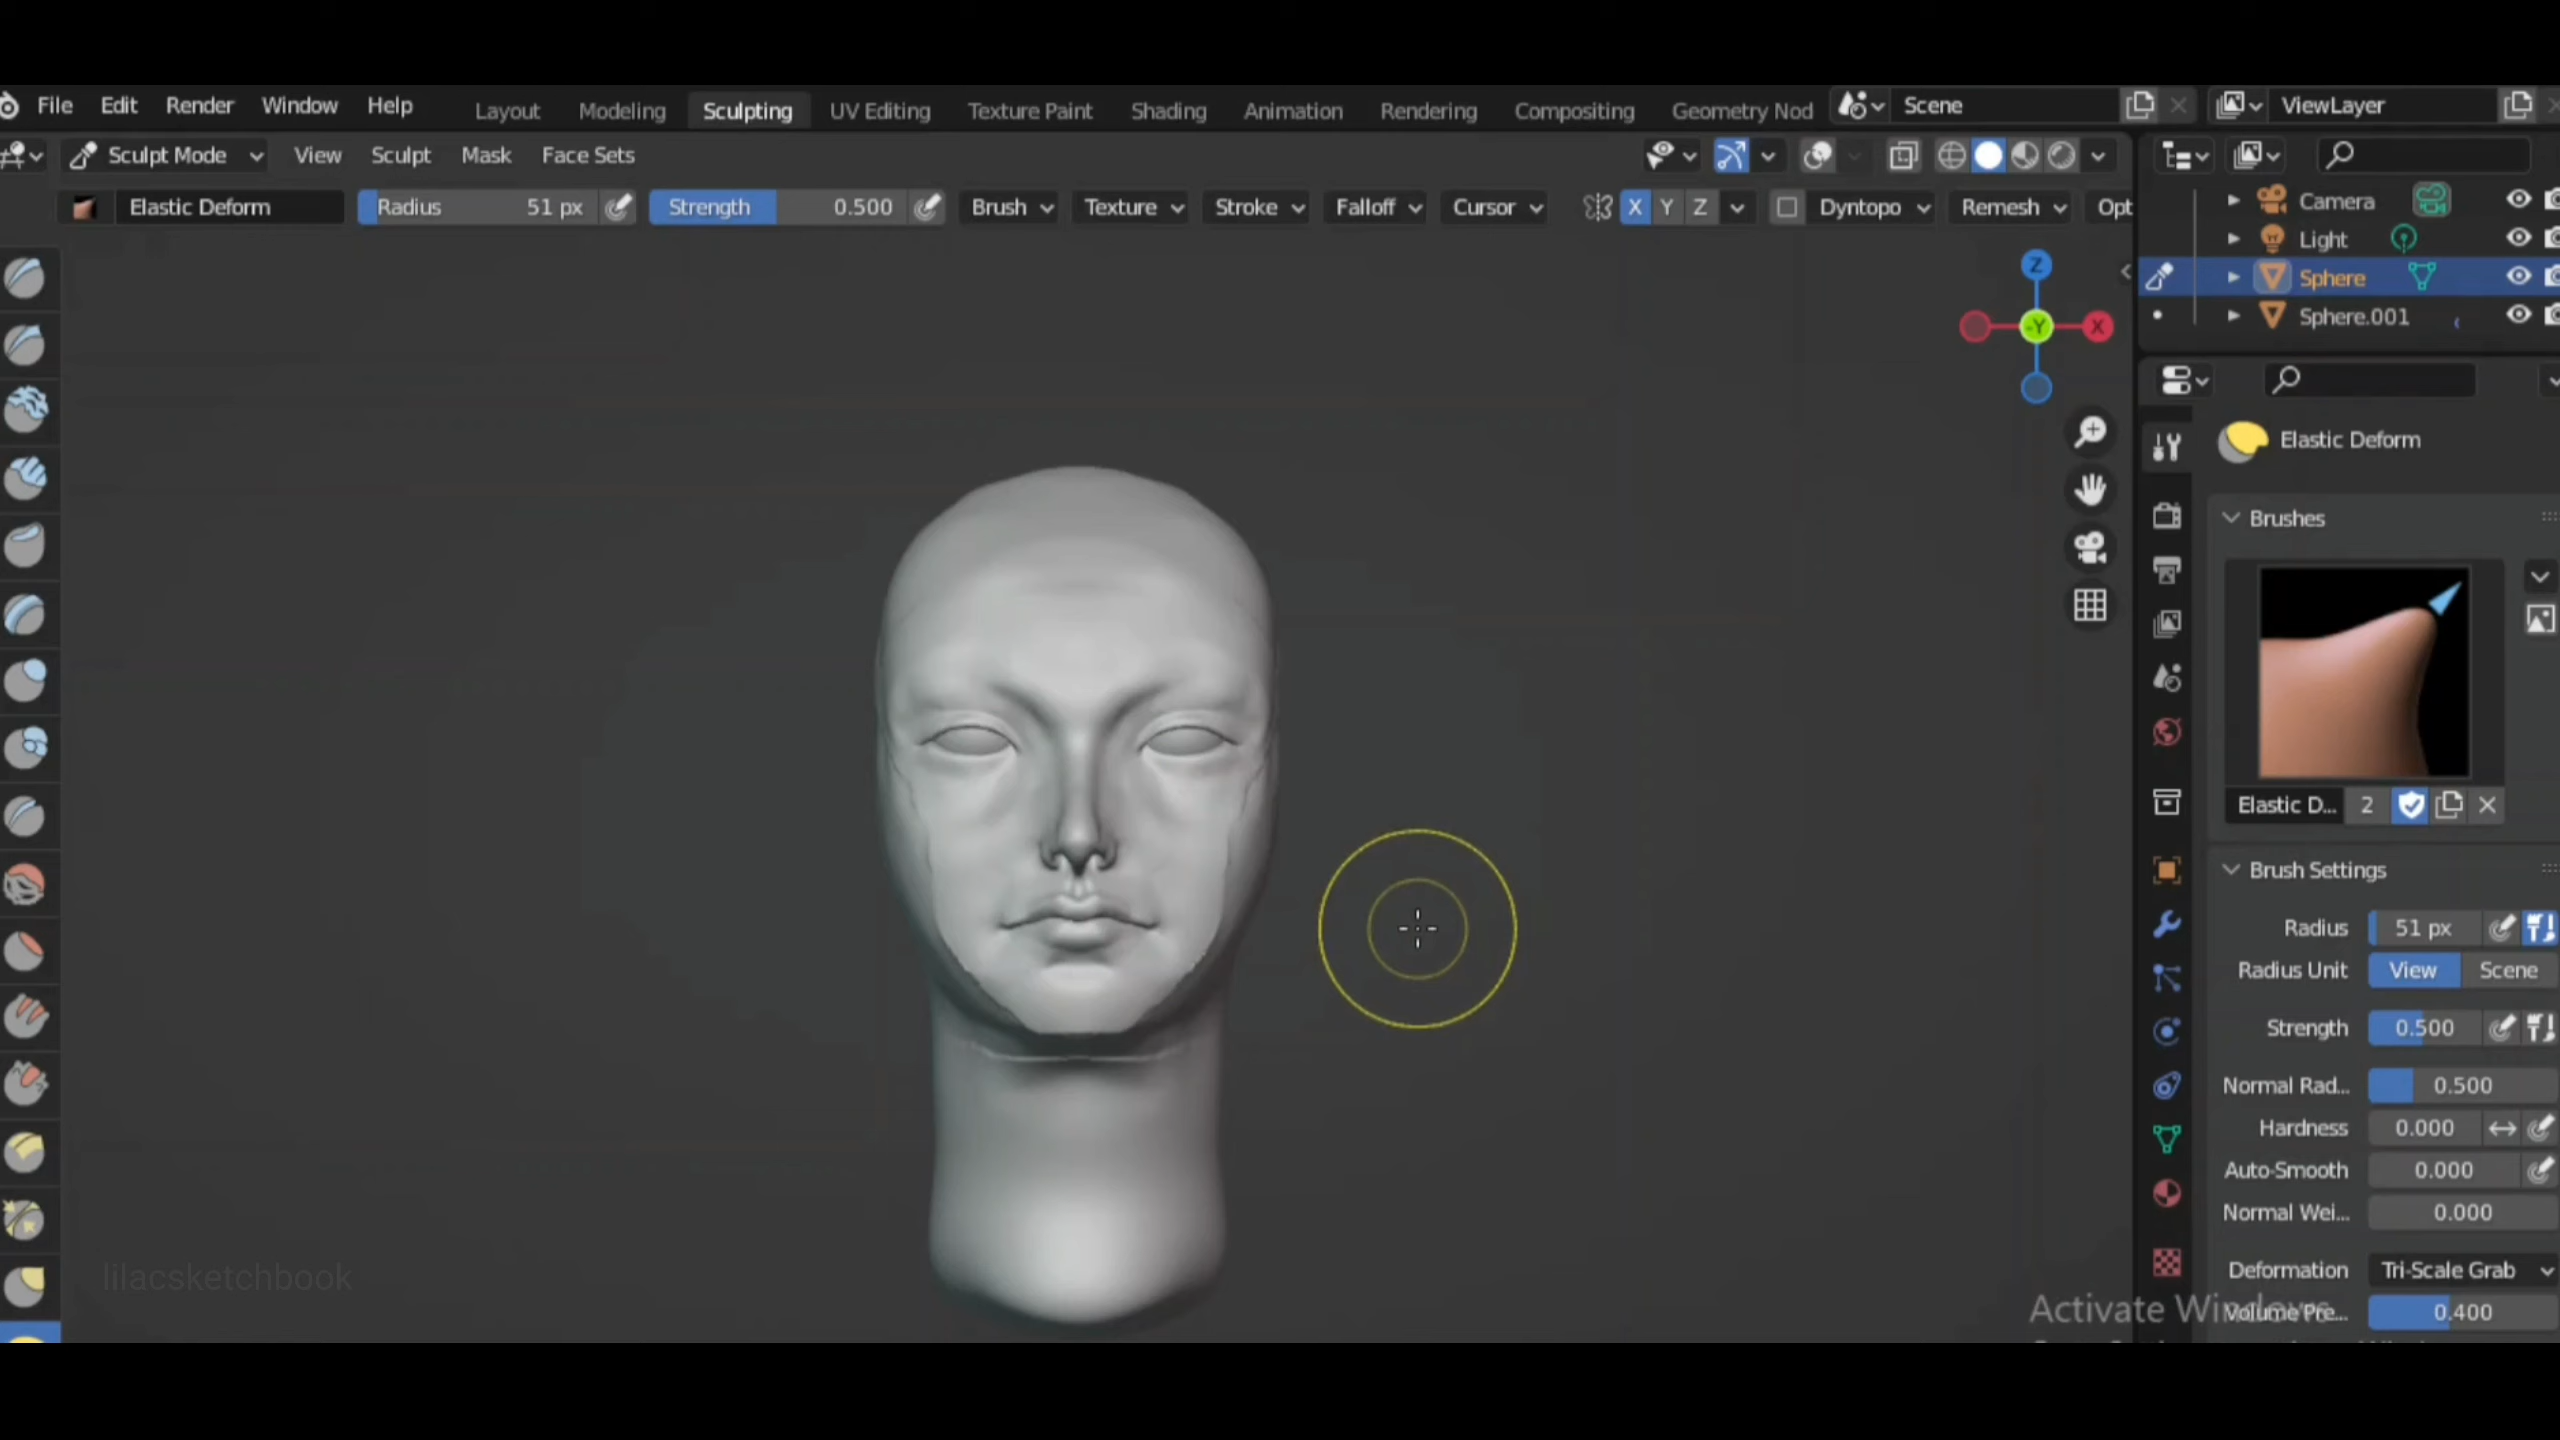 File Edit Render Window Help Layout Modeling Sculpting UV Editing Texture Paint Shading Animation Rendering Compositing Geometry Nod Scene ViewLayer
Sculpt Mode View Sculpt Mask Face Sets
Elastic Deform Radius 51 px Strength 0.500 Brush Texture Stroke Falloff Cursor X Y Z Dyntopo Remesh Opt
Camera
Light
Sphere
Sphere.001
Z
-Y X
Elastic Deform
Brushes
Elastic D... 2
Brush Settings
Radius 51 px
Radius Unit View Scene
Strength 0.500
Normal Rad... 0.500
Hardness 0.000
Auto-Smooth 0.000
Normal Wei... 0.000
Deformation Tri-Scale Grab
Volume Pre... 0.400
lilacsketchbook
Activate Windows